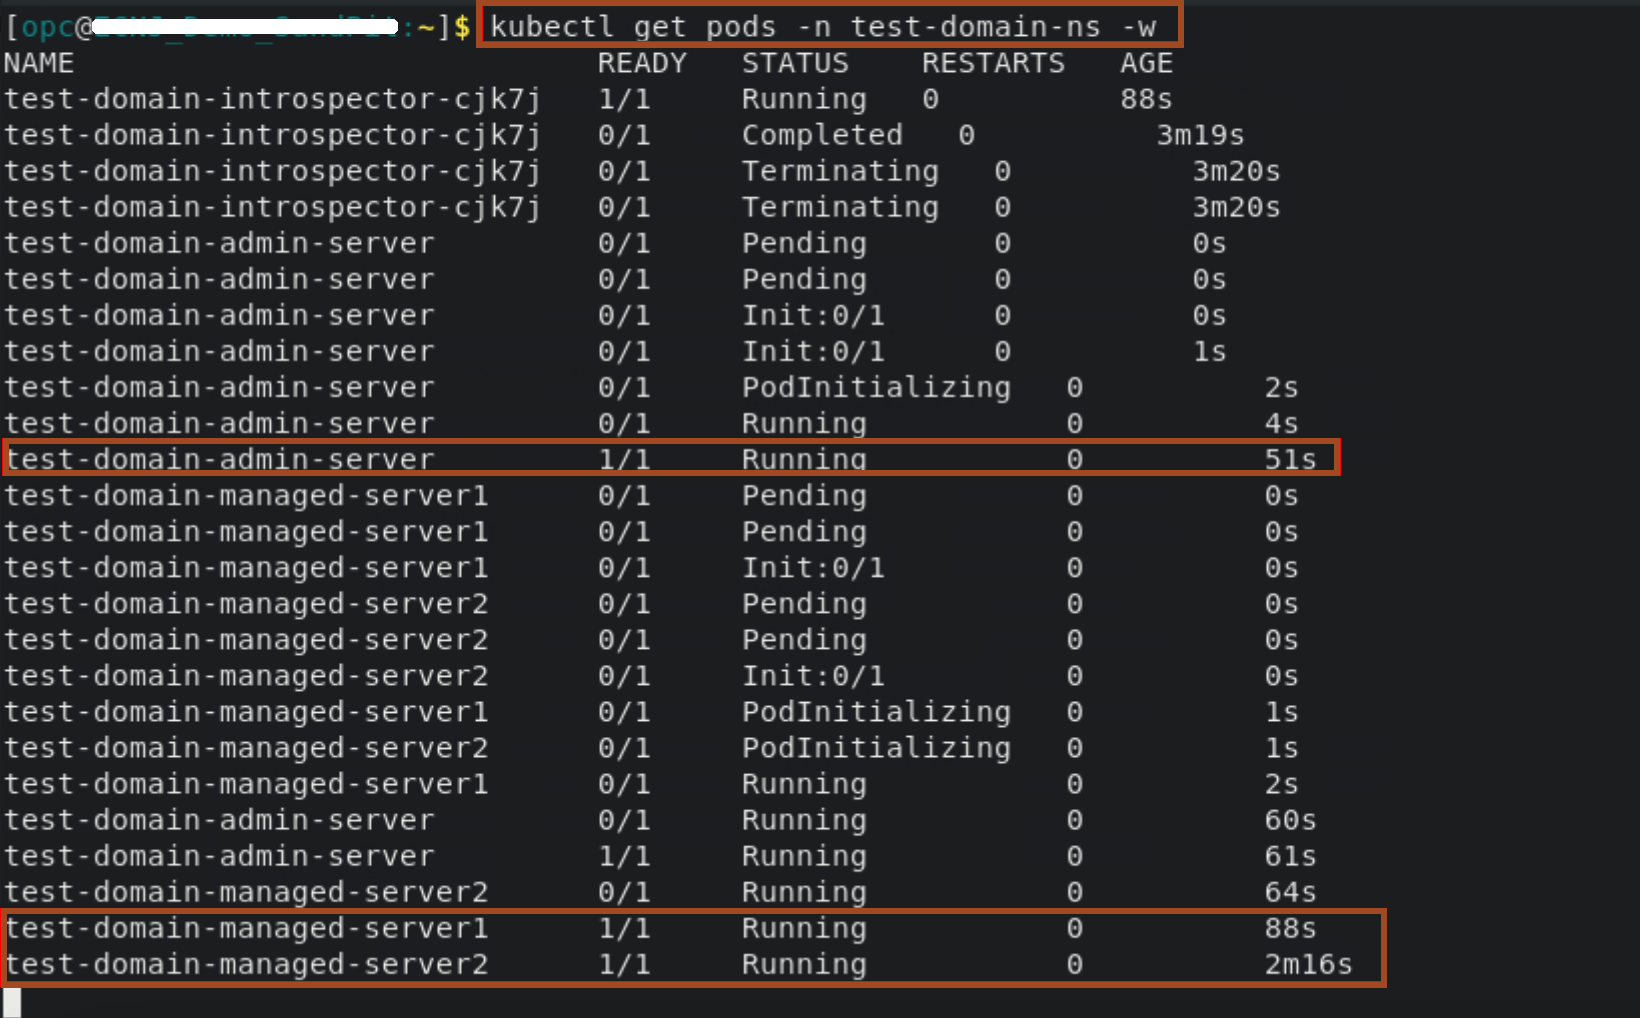 [opc@ :~]$ kubectl get pods -n test-domain-ns -w
NAME READY STATUS RESTARTS AGE
test-domain-introspector-cjk7j 1/1 Running 0 88s
test-domain-introspector-cjk7j 0/1 Completed 0 3m19s
test-domain-introspector-cjk7j 0/1 Terminating 0 3m20s
test-domain-introspector-cjk7j 0/1 Terminating 0 3m20s
test-domain-admin-server 0/1 Pending 0 0s
test-domain-admin-server 0/1 Pending 0 0s
test-domain-admin-server 0/1 Init:0/1 0 0s
test-domain-admin-server 0/1 Init:0/1 0 1s
test-domain-admin-server 0/1 PodInitializing 0 2s
test-domain-admin-server 0/1 Running 0 4s
test-domain-admin-server 1/1 Running 0 51s
test-domain-managed-server1 0/1 Pending 0 0s
test-domain-managed-server1 0/1 Pending 0 0s
test-domain-managed-server1 0/1 Init:0/1 0 0s
test-domain-managed-server2 0/1 Pending 0 0s
test-domain-managed-server2 0/1 Pending 0 0s
test-domain-managed-server2 0/1 Init:0/1 0 0s
test-domain-managed-server1 0/1 PodInitializing 0 1s
test-domain-managed-server2 0/1 PodInitializing 0 1s
test-domain-managed-server1 0/1 Running 0 2s
test-domain-admin-server 0/1 Running 0 60s
test-domain-admin-server 1/1 Running 0 61s
test-domain-managed-server2 0/1 Running 0 64s
test-domain-managed-server1 1/1 Running 0 88s
test-domain-managed-server2 1/1 Running 0 2m16s